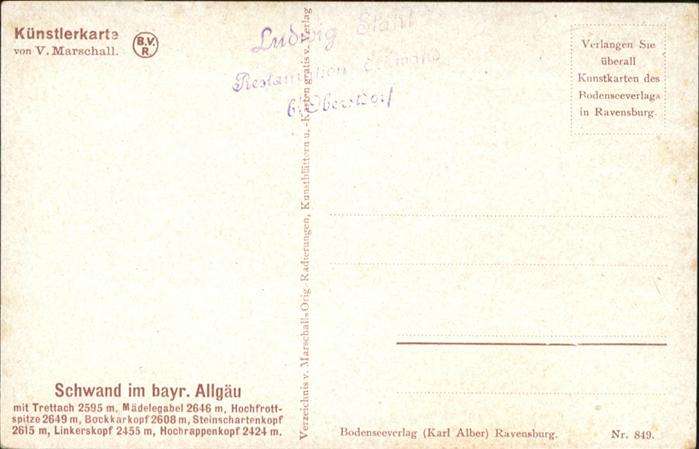 Künstlerkarte
von V. Marschall.
B.V.
R.
Ludwig Stahl
Restauration Schwand
b/Oberstdorf
Verlangen Sie
überall
Kunstkarten des
Bodenseeverlags
in Ravensburg.
Verzeichnis v. Marschall-Orig. Radierungen, Kunstblättern u. -Karten gratis v. Verlag
Schwand im bayr. Allgäu
mit Trettach 2595 m, Mädelegabel 2646 m, Hochfrott-
spitze 2649 m, Bockkarkopf 2608 m, Steinschartenkopf
2615 m, Linkerskopf 2455 m, Hochrappenkopf 2424 m.
Bodenseeverlag (Karl Alber) Ravensburg.
Nr. 849.